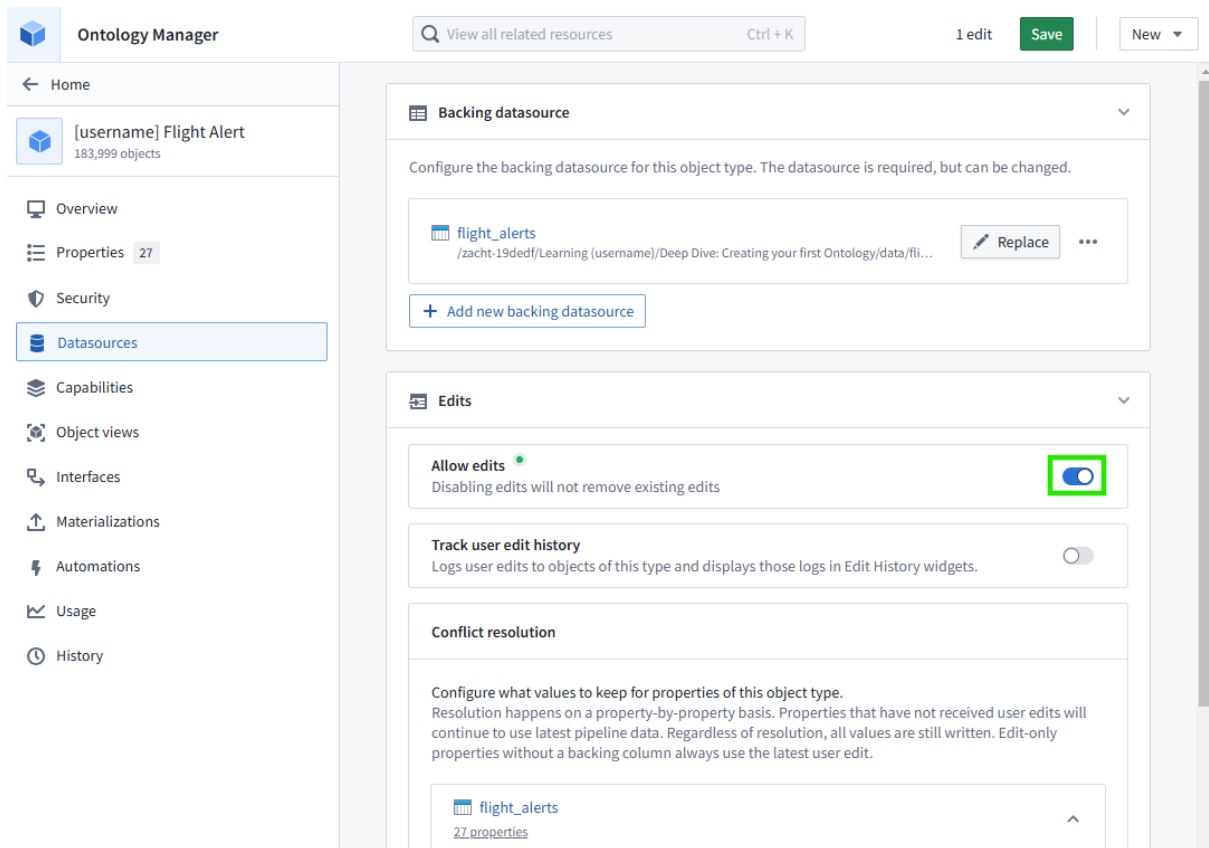 Ontology Manager
View all related resources Ctrl + K
1 edit
Save
New
Home
[username] Flight Alert
183,999 objects
Overview
Properties 27
Security
Datasources
Capabilities
Object views
Interfaces
Materializations
Automations
Usage
History
Backing datasource
Configure the backing datasource for this object type. The datasource is required, but can be changed.
flight_alerts
/zacht-19dedf/Learning (username)/Deep Dive: Creating your first Ontology/data/fli...
Replace
Add new backing datasource
Edits
Allow edits
Disabling edits will not remove existing edits
Track user edit history
Logs user edits to objects of this type and displays those logs in Edit History widgets.
Conflict resolution
Configure what values to keep for properties of this object type.
Resolution happens on a property-by-property basis. Properties that have not received user edits will
continue to use latest pipeline data. Regardless of resolution, all values are still written. Edit-only
properties without a backing column always use the latest user edit.
flight_alerts
27 properties